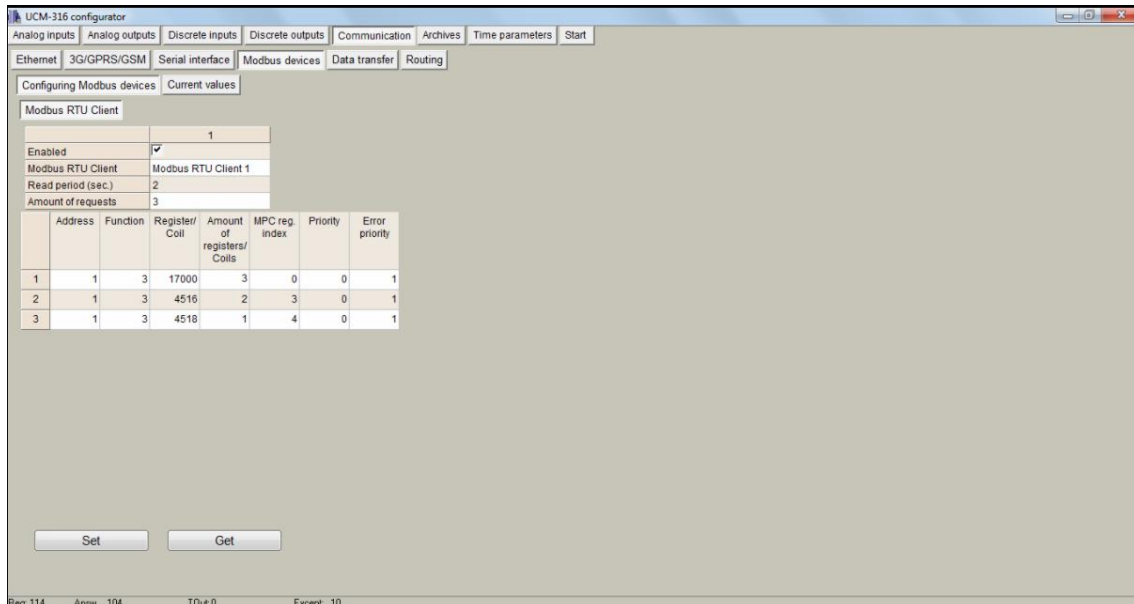 UCM-316 configurator
Analog inputs Analog outputs Discrete inputs Discrete outputs Communication Archives Time parameters Start
Ethernet 3G/GPRS/GSM Serial interface Modbus devices Data transfer Routing
Configuring Modbus devices Current values
Modbus RTU Client
1
Enabled
Modbus RTU Client Modbus RTU Client 1
Read period (sec.) 2
Amount of requests 3
Address Function Register/ Amount MPC reg. Priority Error
Coil of index priority
registers/
Coils
1 1 3 17000 3 0 0 1
2 1 3 4516 2 3 0 1
3 1 3 4518 1 4 0 1
Set Get
Req: 114 Answ.: 104 TOut: 0 Except.: 10